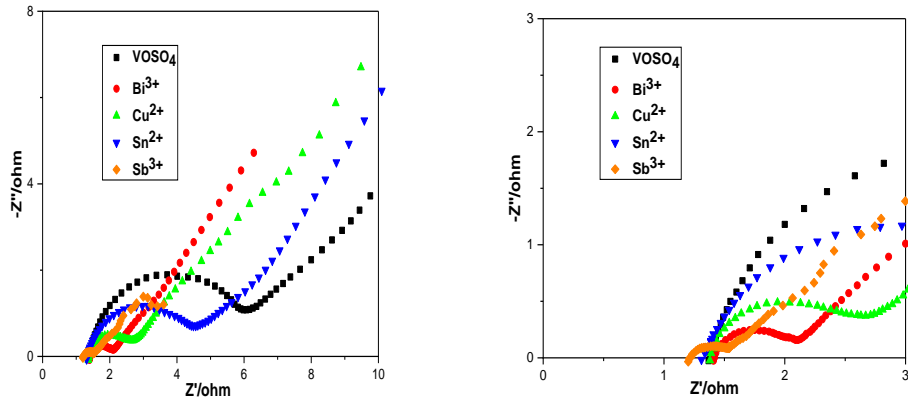 8
4
0
-Z"/ohm
VOSO4
Bi3+
Cu2+
Sn2+
Sb3+
0 2 4 6 8 10
Z'/ohm
3
2
1
0
-Z"/ohm
VOSO4
Bi3+
Cu2+
Sn2+
Sb3+
0 1 2 3
Z'/ohm